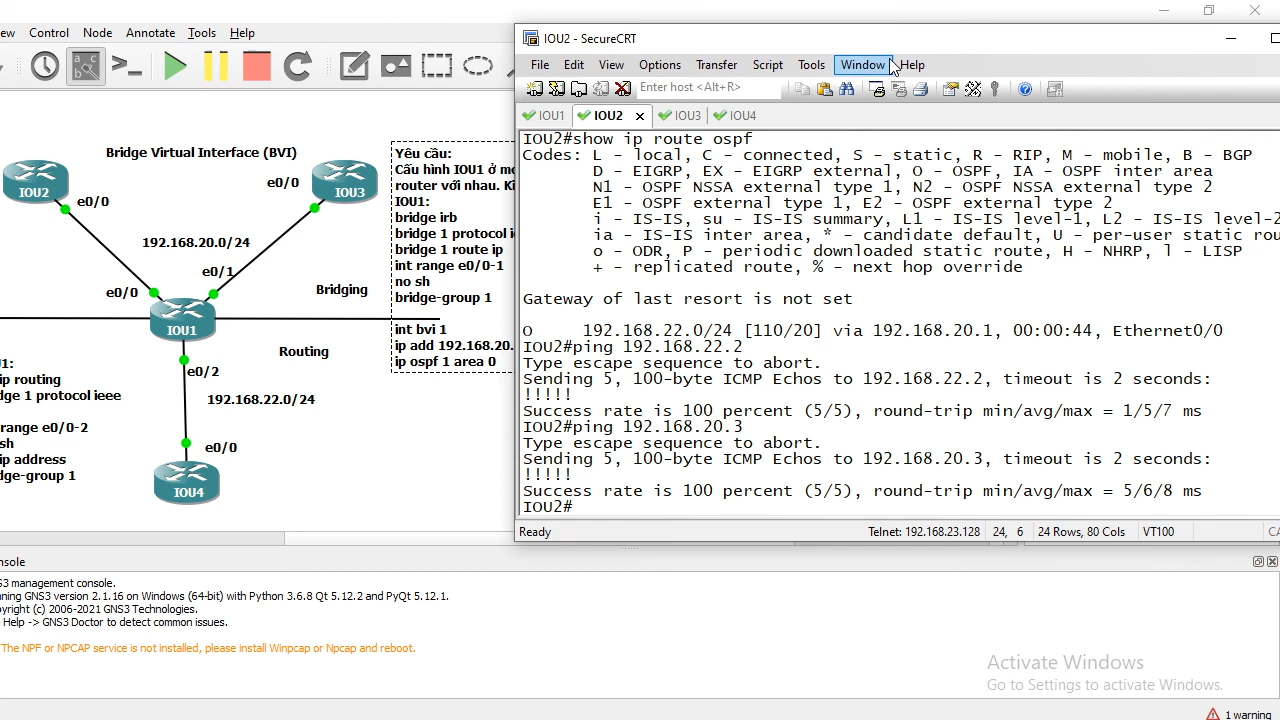 ew Control Node Annotate Tools Help
Bridge Virtual Interface (BVI)
IOU2
e0/0
e0/0
IOU3
192.168.20.0/24
e0/1
e0/0
Bridging
IOU1
Routing
e0/2
192.168.22.0/24
e0/0
IOU4
Yêu cầu:
Cấu hình IOU1 ở mo
router với nhau. Ki
IOU1:
bridge irb
bridge 1 protocol i
bridge 1 route ip
int range e0/0-1
no sh
bridge-group 1
int bvi 1
ip add 192.168.20.
ip ospf 1 area 0
1:
ip routing
dge 1 protocol ieee
range e0/0-2
sh
ip address
dge-group 1
IOU2 - SecureCRT
File Edit View Options Transfer Script Tools Window Help
Enter host <Alt+R>
IOU1 IOU2 IOU3 IOU4
IOU2#show ip route ospf
Codes: L - local, C - connected, S - static, R - RIP, M - mobile, B - BGP
D - EIGRP, EX - EIGRP external, O - OSPF, IA - OSPF inter area
N1 - OSPF NSSA external type 1, N2 - OSPF NSSA external type 2
E1 - OSPF external type 1, E2 - OSPF external type 2
i - IS-IS, su - IS-IS summary, L1 - IS-IS level-1, L2 - IS-IS level-2
ia - IS-IS inter area, * - candidate default, U - per-user static rou
o - ODR, P - periodic downloaded static route, H - NHRP, l - LISP
+ - replicated route, % - next hop override
Gateway of last resort is not set
O 192.168.22.0/24 [110/20] via 192.168.20.1, 00:00:44, Ethernet0/0
IOU2#ping 192.168.22.2
Type escape sequence to abort.
Sending 5, 100-byte ICMP Echos to 192.168.22.2, timeout is 2 seconds:
!!!!!
Success rate is 100 percent (5/5), round-trip min/avg/max = 1/5/7 ms
IOU2#ping 192.168.20.3
Type escape sequence to abort.
Sending 5, 100-byte ICMP Echos to 192.168.20.3, timeout is 2 seconds:
!!!!!
Success rate is 100 percent (5/5), round-trip min/avg/max = 5/6/8 ms
IOU2#
Ready Telnet: 192.168.23.128 24, 6 24 Rows, 80 Cols VT100 CA
nsole
S3 management console.
ning GNS3 version 2.1.16 on Windows (64-bit) with Python 3.6.8 Qt 5.12.2 and PyQt 5.12.1.
yright (c) 2006-2021 GNS3 Technologies.
Help -> GNS3 Doctor to detect common issues.
The NPF or NPCAP service is not installed, please install Winpcap or Npcap and reboot.
Activate Windows
Go to Settings to activate Windows.
1 warning